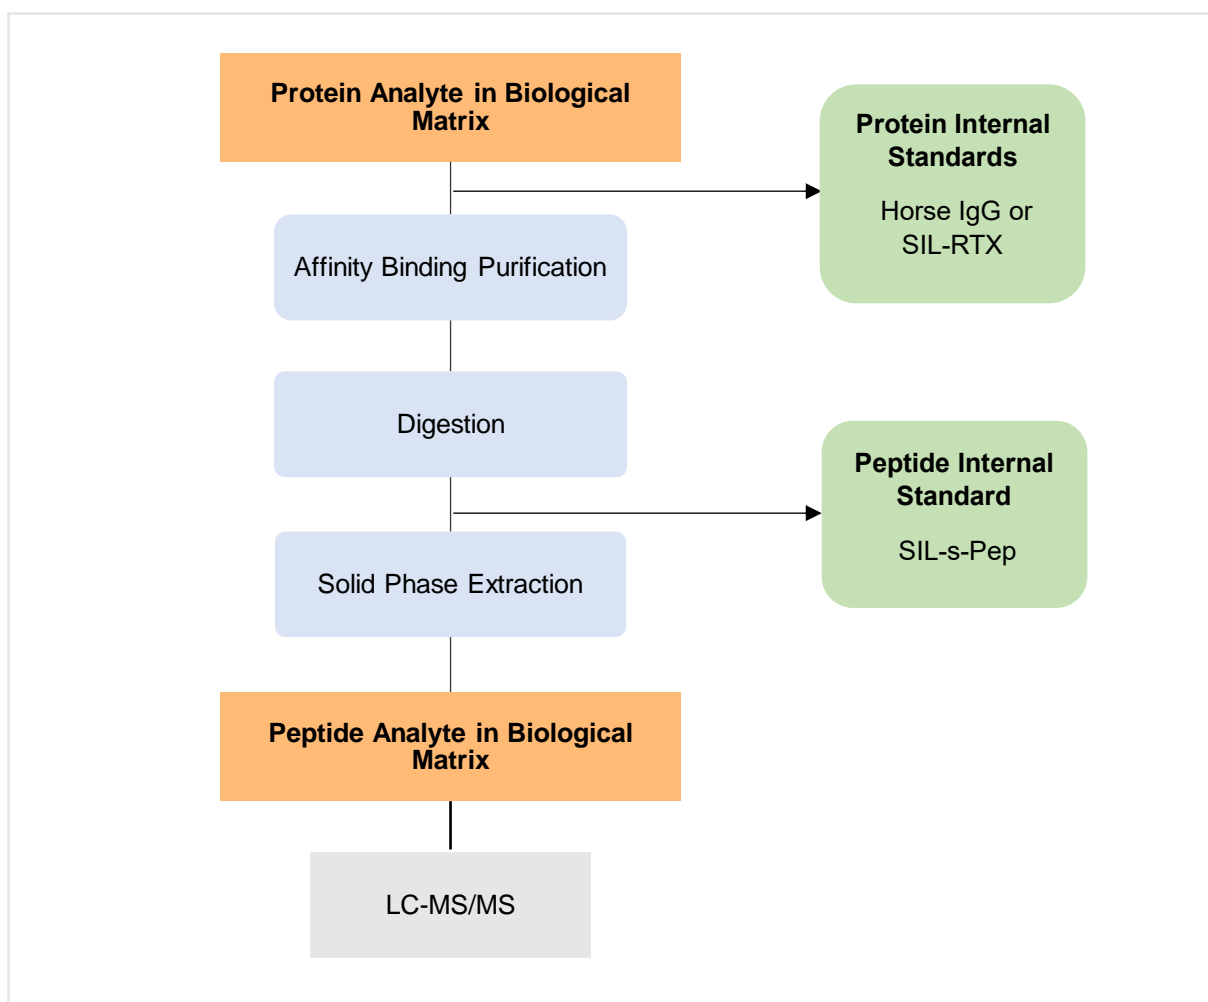 Protein Analyte in Biological
Matrix
Protein Internal
Standards
Horse IgG or
SIL-RTX
Affinity Binding Purification
Digestion
Peptide Internal
Standard
SIL-s-Pep
Solid Phase Extraction
Peptide Analyte in Biological
Matrix
LC-MS/MS